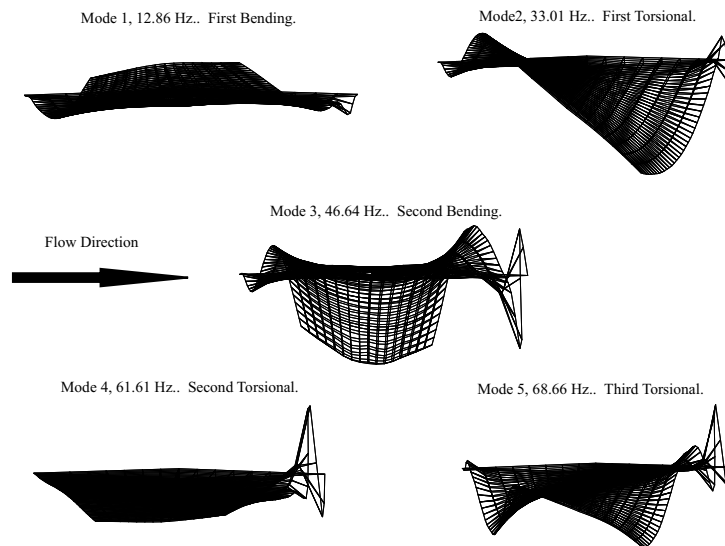 Mode 1, 12.86 Hz.. First Bending.
Mode2, 33.01 Hz.. First Torsional.
Mode 3, 46.64 Hz.. Second Bending.
Flow Direction
Mode 4, 61.61 Hz.. Second Torsional.
Mode 5, 68.66 Hz.. Third Torsional.